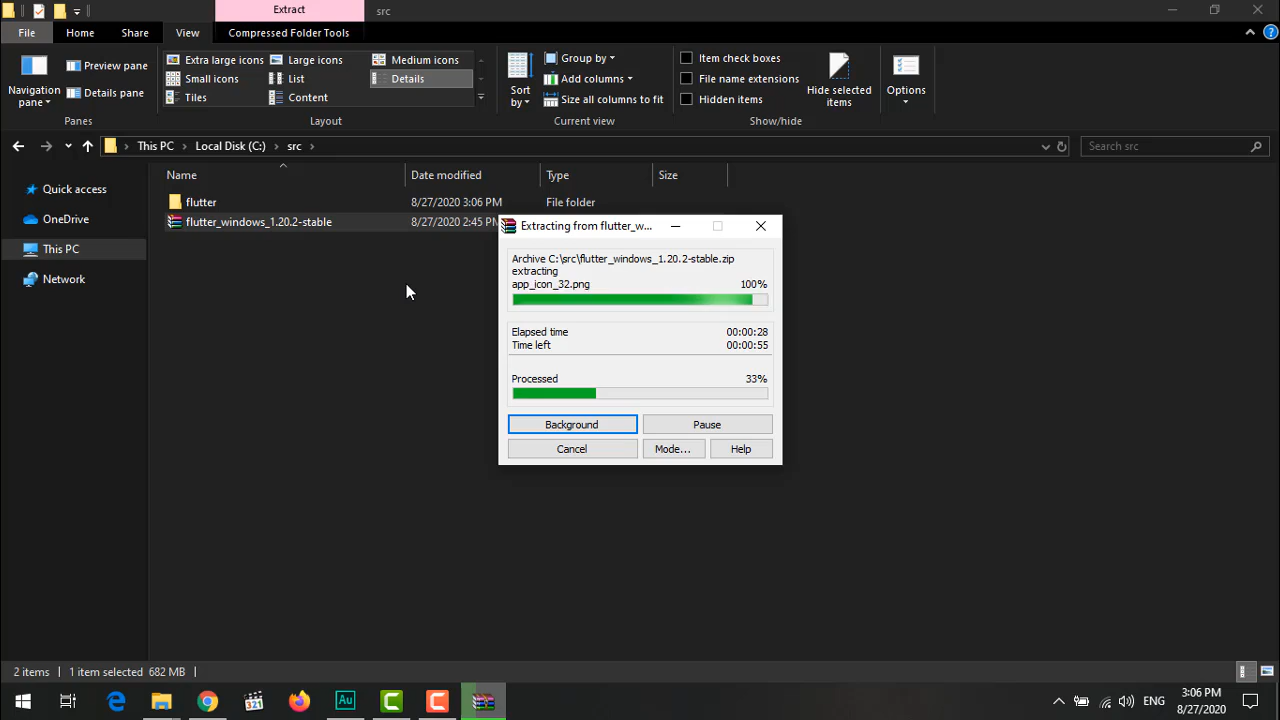 Extract
src
File
Home
Share
View
Compressed Folder Tools
Navigation pane
Preview pane
Details pane
Panes
Extra large icons
Large icons
Medium icons
Small icons
List
Details
Tiles
Content
Layout
Sort by
Group by
Add columns
Size all columns to fit
Current view
Item check boxes
File name extensions
Hidden items
Show/hide
Hide selected items
Options
This PC > Local Disk (C:) > src >
Search src
Quick access
OneDrive
This PC
Network
Name
Date modified
Type
Size
flutter
8/27/2020 3:06 PM
File folder
flutter_windows_1.20.2-stable
8/27/2020 2:45 PM
Extracting from flutter_w...
Archive C:\src\flutter_windows_1.20.2-stable.zip
extracting
app_icon_32.png
100%
Elapsed time
00:00:28
Time left
00:00:55
Processed
33%
Background
Pause
Cancel
Mode...
Help
2 items
1 item selected 682 MB
321
Au
C
C
ENG
3:06 PM
8/27/2020